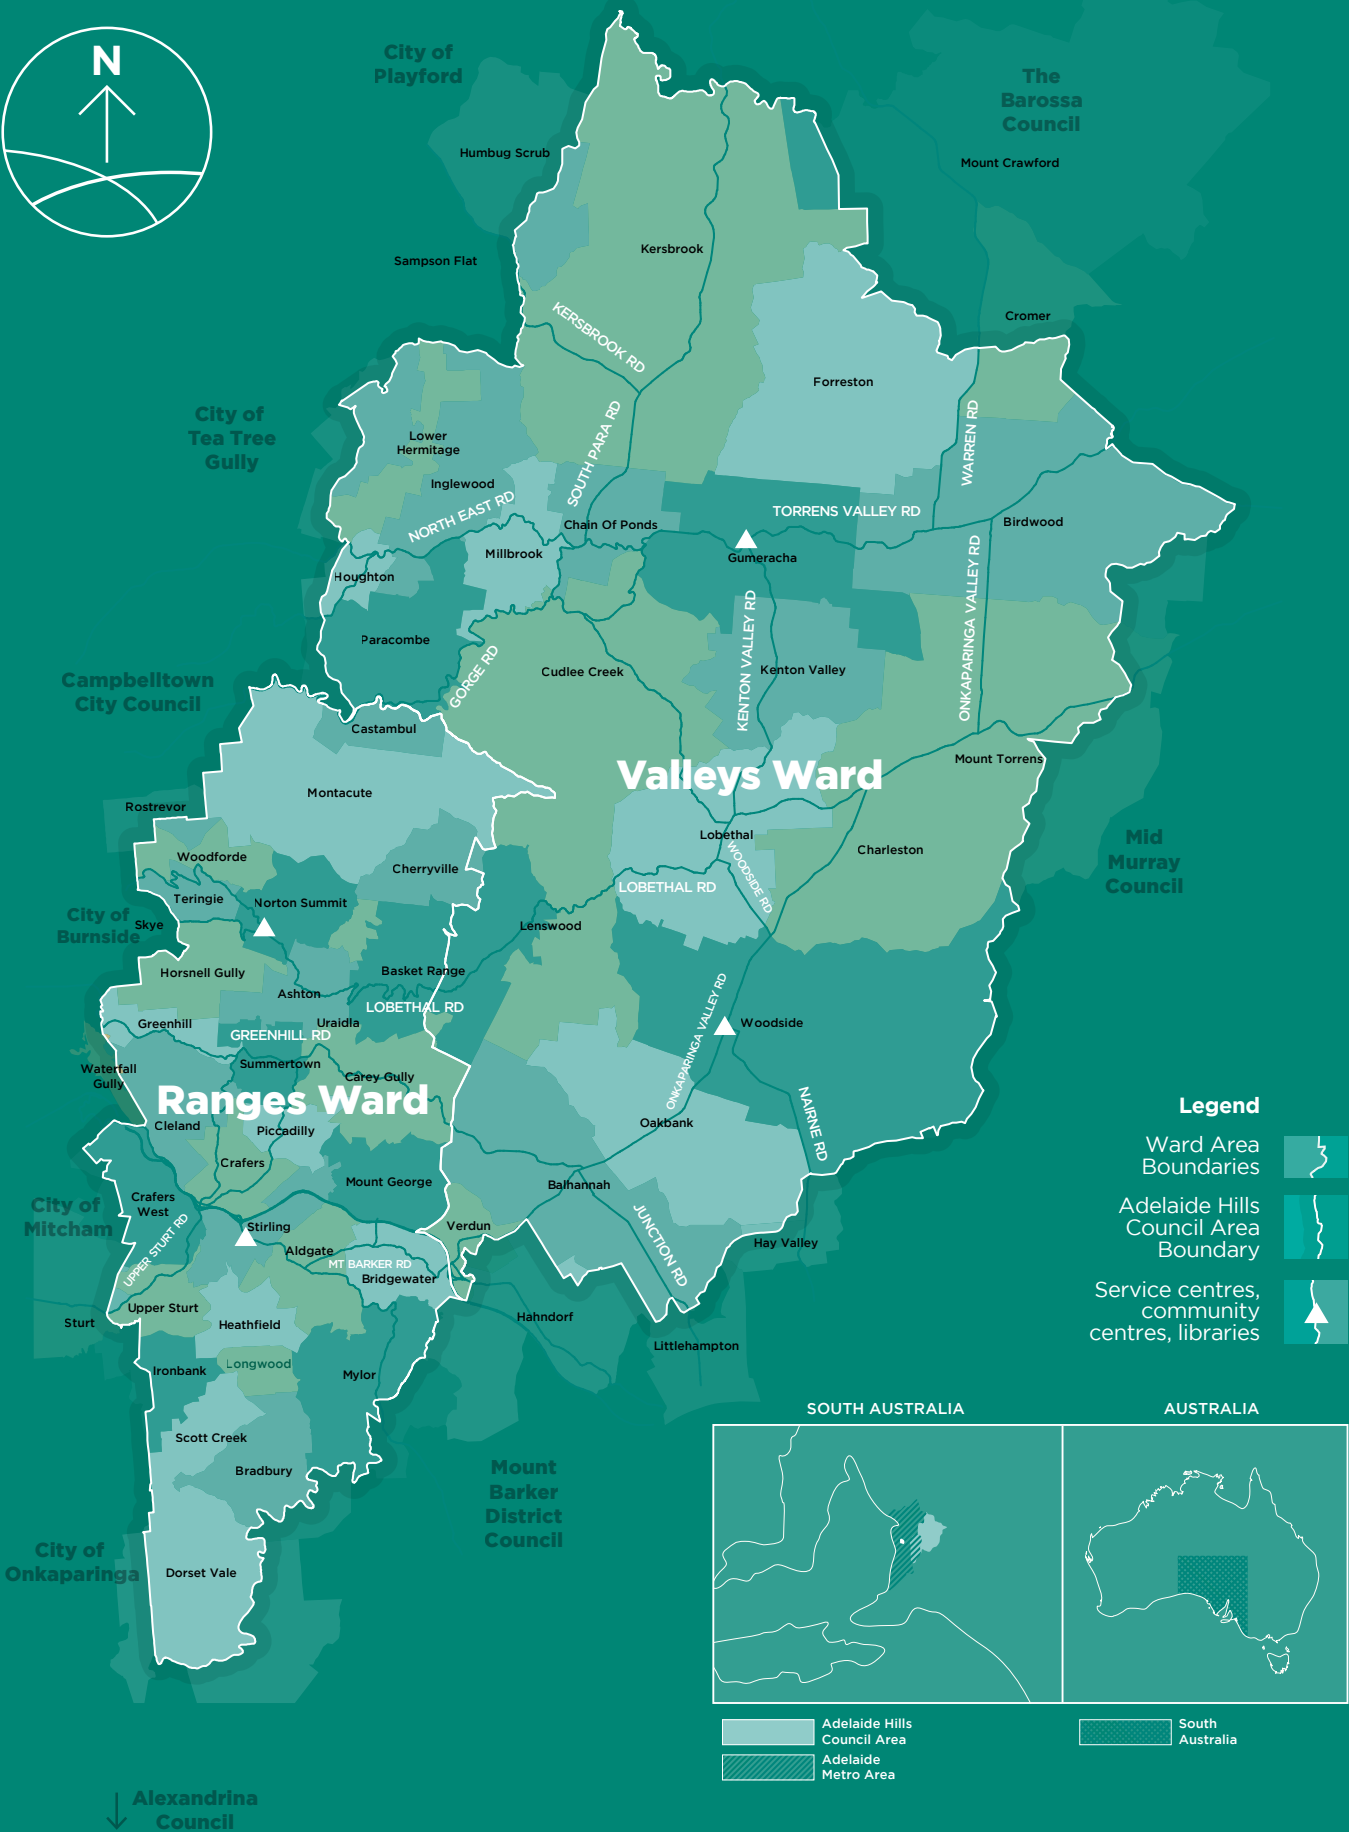 N
City of
Playford
The
Barossa
Council
Humbug Scrub
Mount Crawford
Kersbrook
Sampson Flat
KERSBROOK RD
Cromer
Forreston
City of
Tea Tree
Gully
Lower
Hermitage
SOUTH PARA RD
WARREN RD
Inglewood
NORTH EAST RD
TORRENS VALLEY RD
Chain Of Ponds
Birdwood
Millbrook
Gumeracha
Houghton
ONKAPARINGA VALLEY RD
Paracombe
KENTON VALLEY RD
GORGE RD
Cudlee Creek
Kenton Valley
Campbelltown
City Council
Castambul
Mount Torrens
Valleys Ward
Montacute
Rostrevor
Lobethal
Mid
Murray
Council
Charleston
Woodforde
Cherryville
WOODSIDE RD
LOBETHAL RD
Teringie
Norton Summit
City of
Burnside
Skye
Lenswood
Horsnell Gully
Basket Range
Ashton
LOBETHAL RD
Greenhill
Uraidla
GREENHILL RD
Woodside
ONKAPARINGA VALLEY RD
Summertown
Waterfall
Gully
Carey Gully
Ranges Ward
Legend
Cleland
Piccadilly
Oakbank
NAIRNE RD
Ward Area
Boundaries
Crafers
Mount George
Balhannah
Crafers
West
City of
Mitcham
Adelaide Hills
Council Area
Boundary
Stirling
Verdun
UPPER STURT RD
Aldgate
JUNCTION RD
Hay Valley
MT BARKER RD
Bridgewater
Service centres,
community
centres, libraries
Upper Sturt
Sturt
Heathfield
Hahndorf
Littlehampton
Longwood
Ironbank
Mylor
SOUTH AUSTRALIA
AUSTRALIA
Scott Creek
Bradbury
Mount
Barker
District
Council
City of
Onkaparinga
Dorset Vale
Adelaide Hills
Council Area
South
Australia
Adelaide
Metro Area
Alexandrina
Council